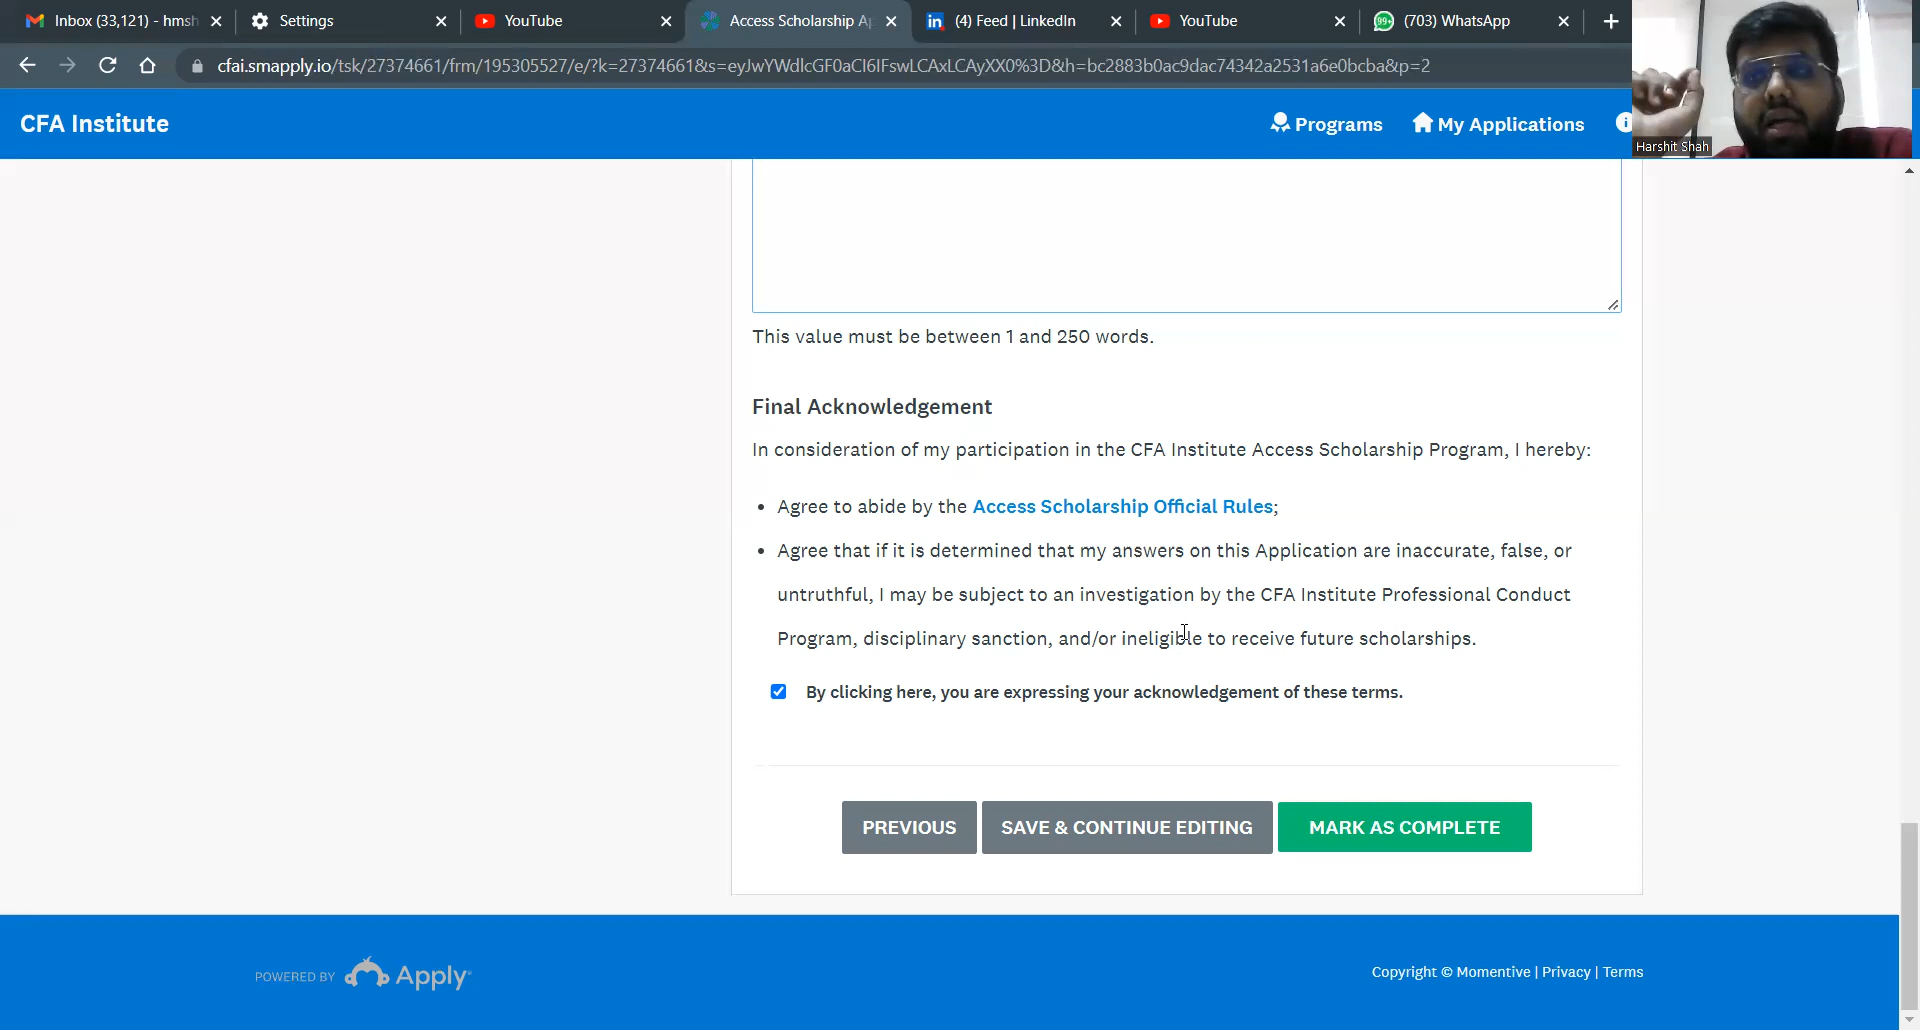 Inbox (33,121) - hmsh
Settings
YouTube
Access Scholarship Ap
(4) Feed | LinkedIn
YouTube
99+
(703) WhatsApp
cfai.smapply.io/tsk/27374661/frm/195305527/e/?k=27374661&s=eyJwYWdlcGF0aCI6IFswLCAxLCAyXX0%3D&h=bc2883b0ac9dac74342a2531a6e0bcba&p=2
CFA Institute
Programs
My Applications
Harshit Shah
This value must be between 1 and 250 words.
Final Acknowledgement
In consideration of my participation in the CFA Institute Access Scholarship Program, I hereby:
• Agree to abide by the Access Scholarship Official Rules;
• Agree that if it is determined that my answers on this Application are inaccurate, false, or
untruthful, I may be subject to an investigation by the CFA Institute Professional Conduct
Program, disciplinary sanction, and/or ineligible to receive future scholarships.
By clicking here, you are expressing your acknowledgement of these terms.
PREVIOUS
SAVE & CONTINUE EDITING
MARK AS COMPLETE
POWERED BY Apply
Copyright © Momentive | Privacy | Terms